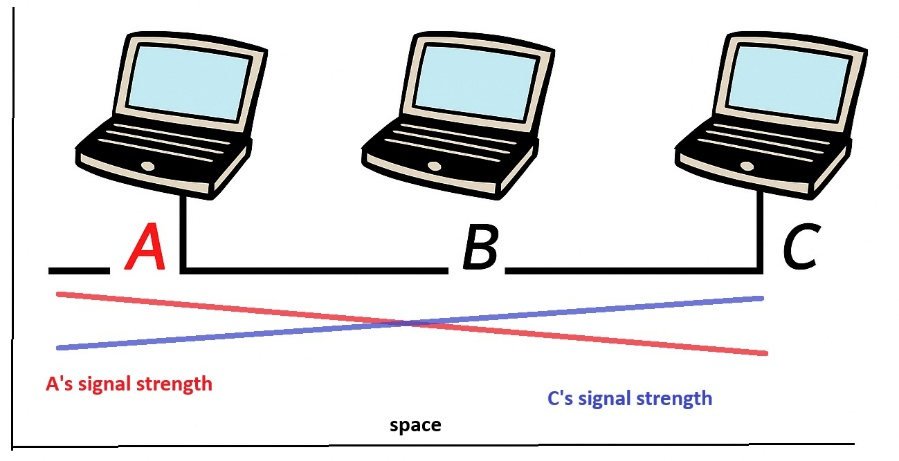 A
B
C
A's signal strength
C's signal strength
space